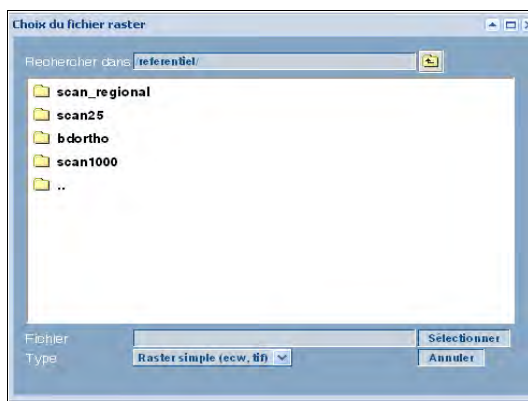 Choix du fichier raster
Rechercher dans /referentiel/
scan_regional
scan25
bdortho
scan1000
..
Fichier Sélectionner
Type Raster simple (ecw, tif) Annuler